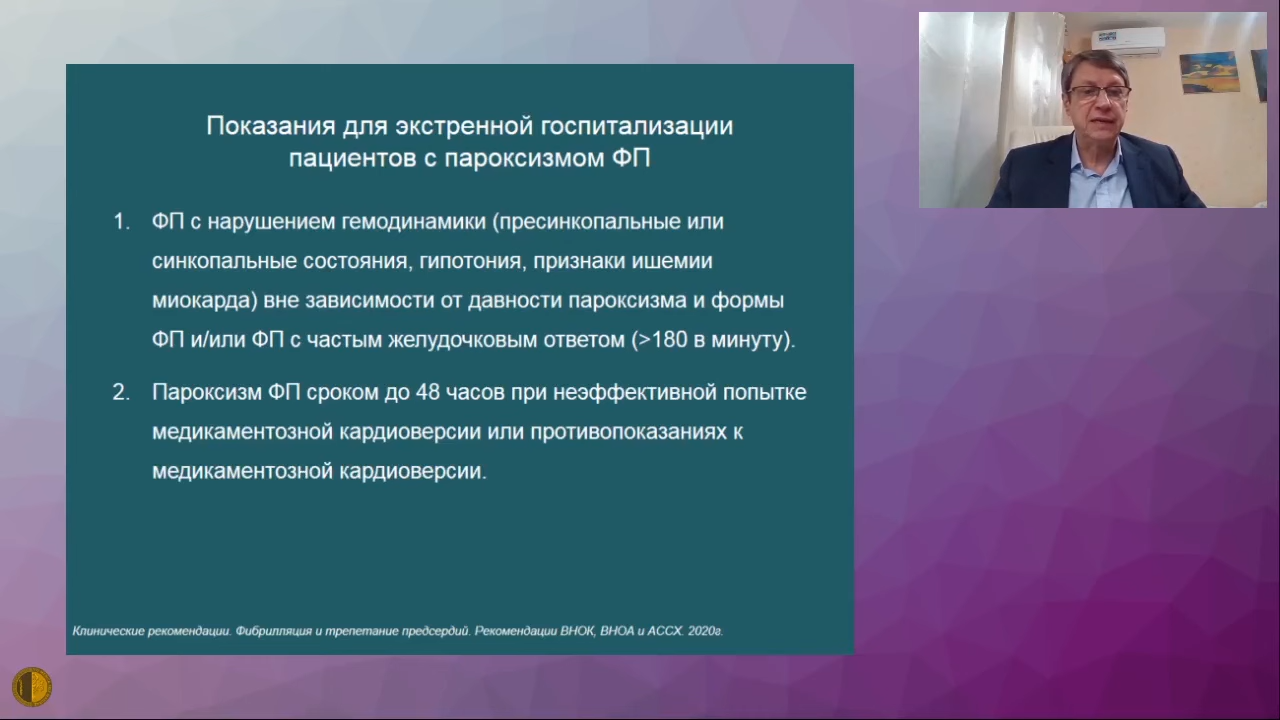 Показания для экстренной госпитализации
пациентов с пароксизмом ФП
1. ФП с нарушением гемодинамики (пресинкопальные или
синкопальные состояния, гипотония, признаки ишемии
миокарда) вне зависимости от давности пароксизма и формы
ФП и/или ФП с частым желудочковым ответом (>180 в минуту).
2. Пароксизм ФП сроком до 48 часов при неэффективной попытке
медикаментозной кардиоверсии или противопоказаниях к
медикаментозной кардиоверсии.
Клинические рекомендации. Фибрилляция и трепетание предсердий. Рекомендации ВНОК, ВНОА и АССХ. 2020г.